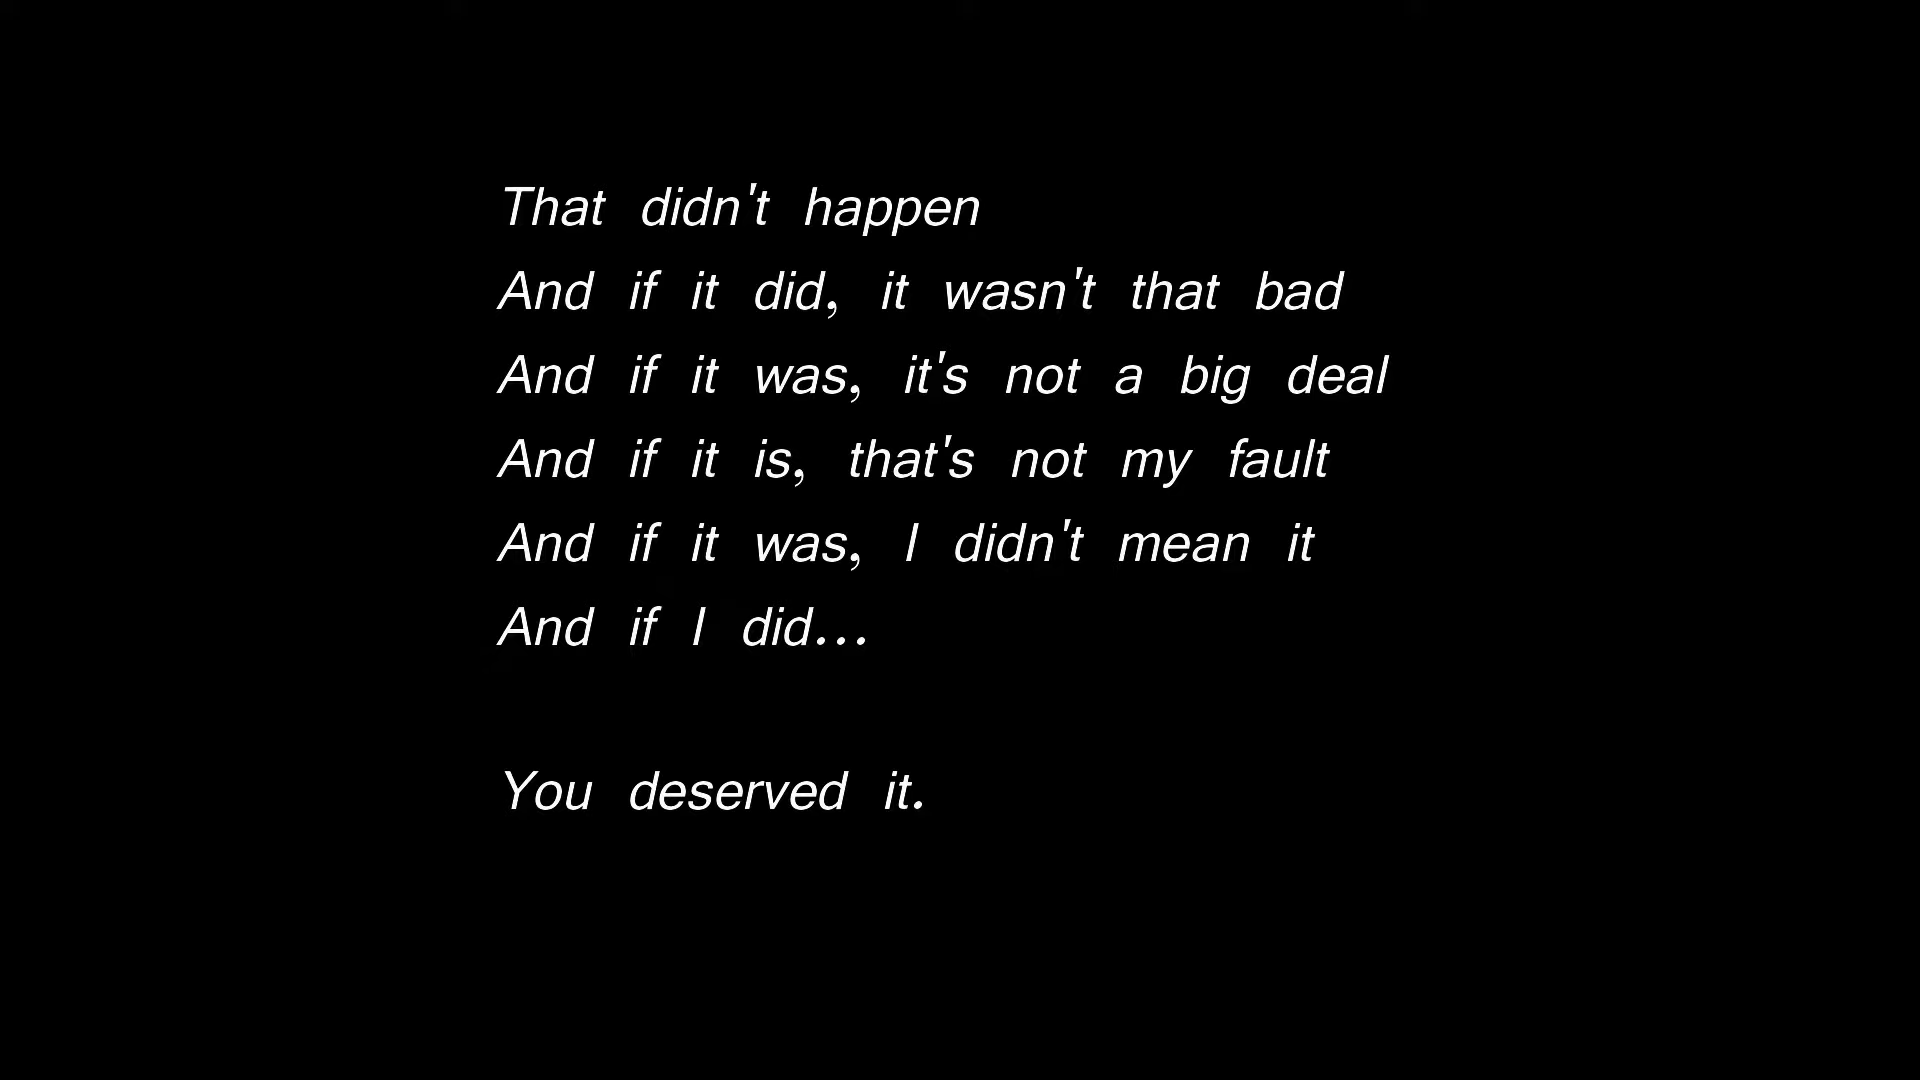 That didn't happen
And if it did, it wasn't that bad
And if it was, it's not a big deal
And if it is, that's not my fault
And if it was, I didn't mean it
And if I did...
You deserved it.